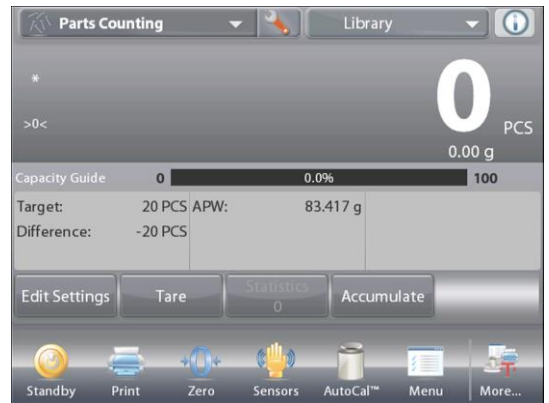 Parts Counting Library
*
0
>0<
PCS
0.00 g
Capacity Guide 0 0.0% 100
Target: 20 PCS APW: 83.417 g
Difference: -20 PCS
Edit Settings Tare Statistics Accumulate
0
Standby Print Zero Sensors AutoCal™ Menu More...